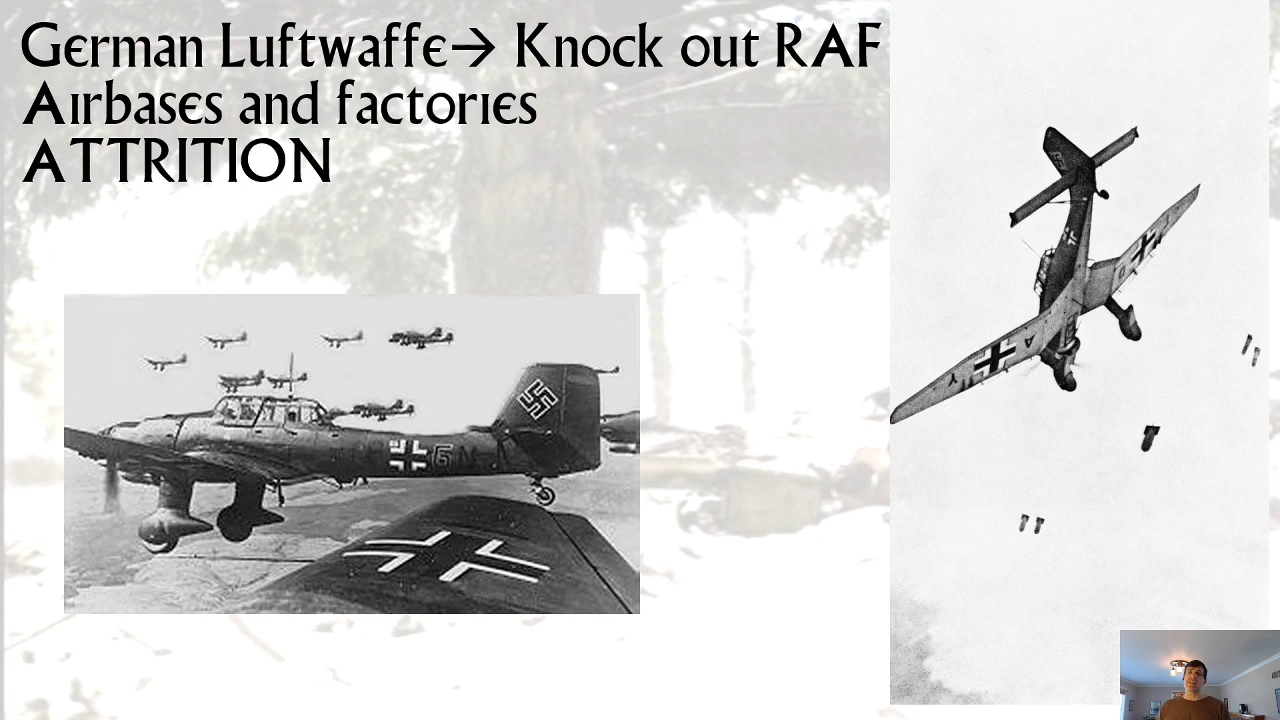 German Luftwaffe→ Knock out RAF
Airbases and factories
ATTRITION